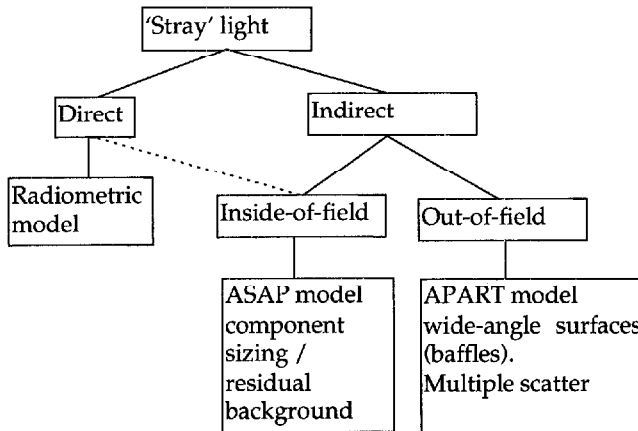 'Stray' light
Direct
Indirect
Radiometric
model
Inside-of-field
Out-of-field
ASAP model
component
sizing /
residual
background
APART model
wide-angle surfaces
(baffles).
Multiple scatter